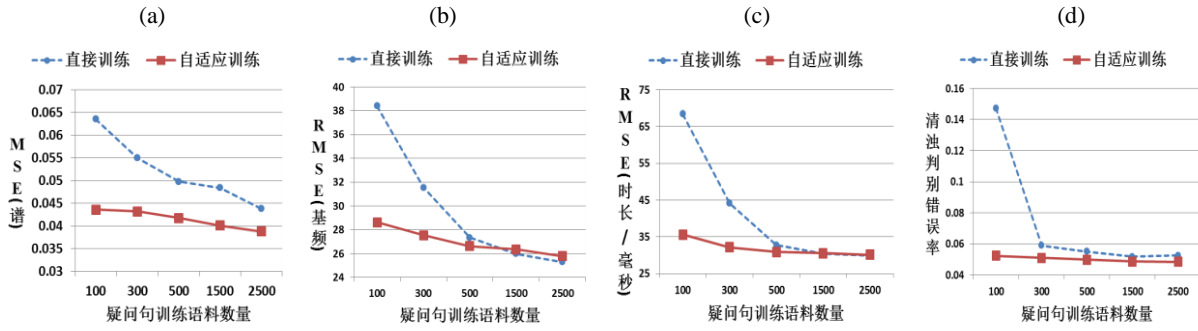 (a)
直接训练 自适应训练
0.07
0.065
0.06
0.055
0.05
0.045
0.04
0.035
0.03
MSE(谱)
100 300 500 1500 2500
疑问句训练语料数量
(b)
直接训练 自适应训练
40
38
36
34
32
30
28
26
24
RMSE(基频)
100 300 500 1500 2500
疑问句训练语料数量
(c)
直接训练 自适应训练
75
65
55
45
35
25
RMSE(时长/毫秒)
100 300 500 1500 2500
疑问句训练语料数量
(d)
直接训练 自适应训练
0.16
0.14
0.12
0.1
0.08
0.06
0.04
清浊判别错误率
100 300 500 1500 2500
疑问句训练语料数量